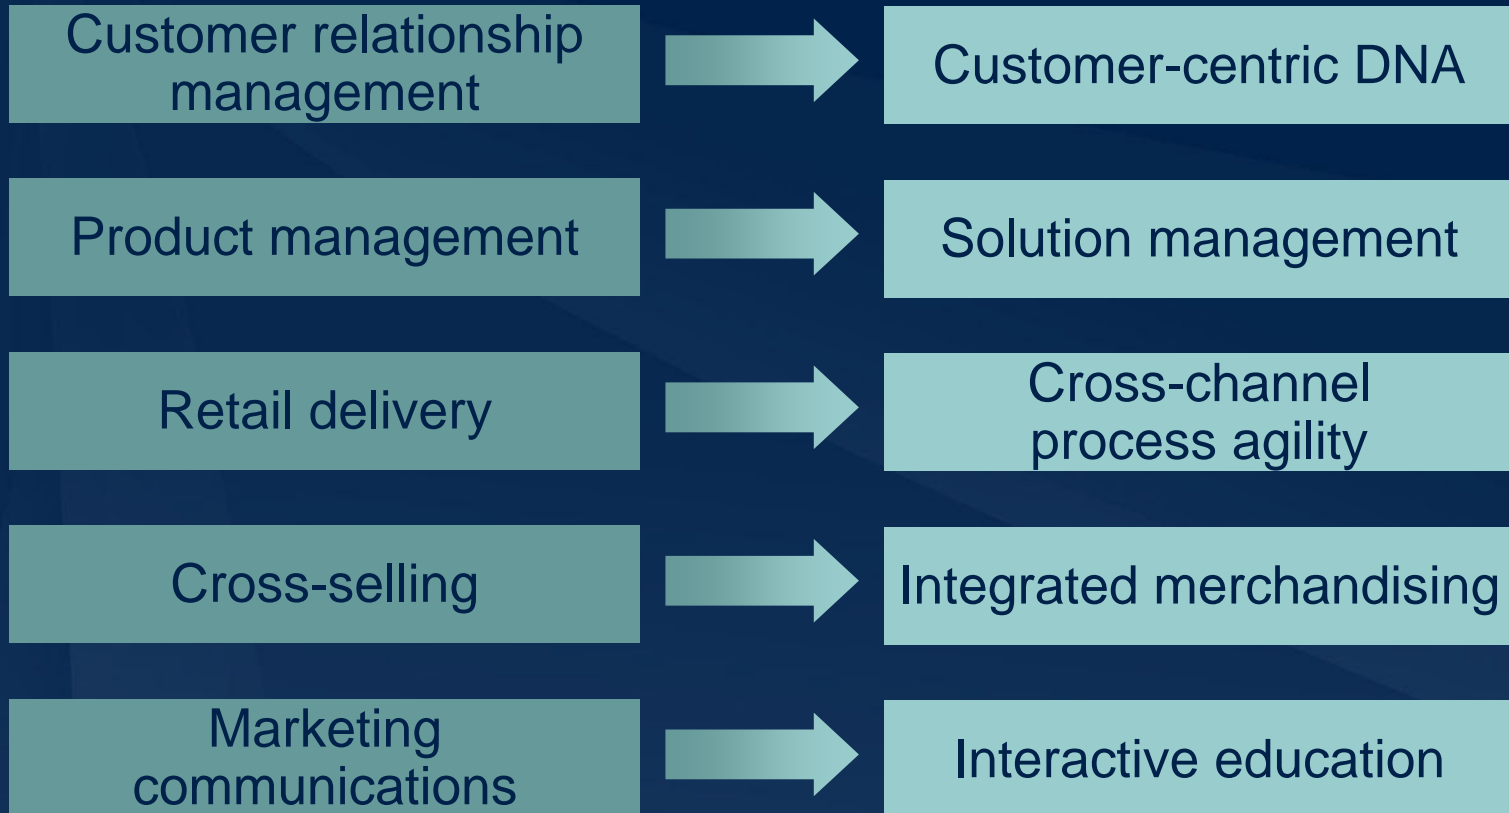 Customer relationship
management
Customer-centric DNA
Product management
Solution management
Retail delivery
Cross-channel
process agility
Cross-selling
Integrated merchandising
Marketing
communications
Interactive education